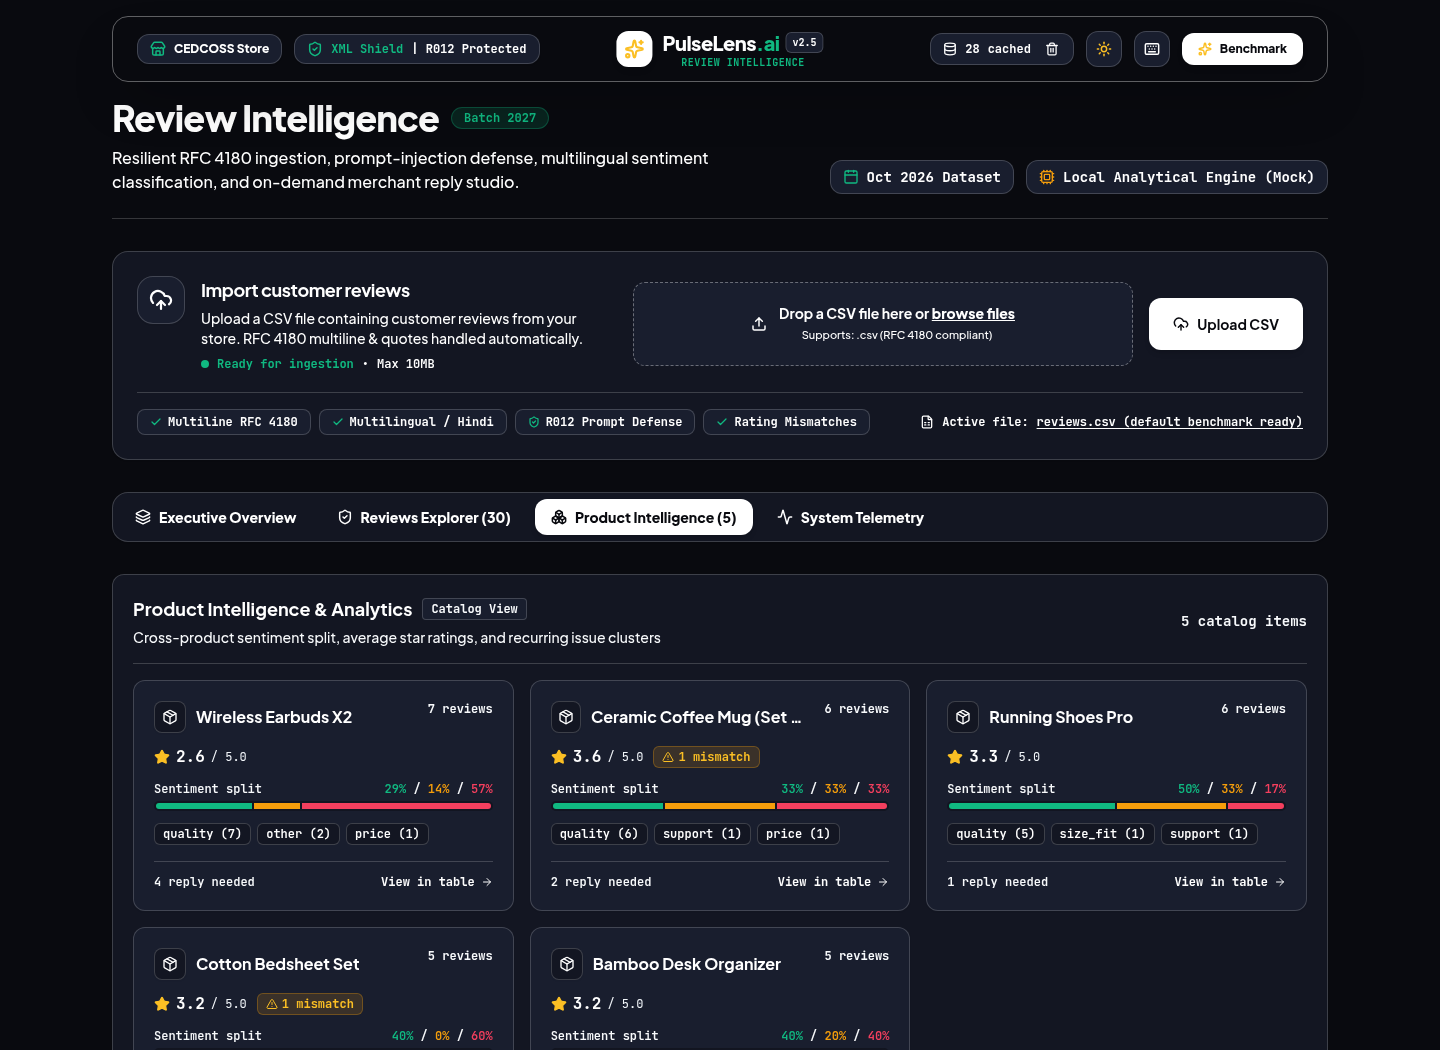 CEDCOSS Store
XML Shield | R012 Protected
PulseLens.ai v2.5
REVIEW INTELLIGENCE
28 cached
Benchmark
Review Intelligence
Batch 2027
Resilient RFC 4180 ingestion, prompt-injection defense, multilingual sentiment
classification, and on-demand merchant reply studio.
Oct 2026 Dataset
Local Analytical Engine (Mock)
Import customer reviews
Upload a CSV file containing customer reviews from your
store. RFC 4180 multiline & quotes handled automatically.
Ready for ingestion • Max 10MB
Drop a CSV file here or browse files
Supports: .csv (RFC 4180 compliant)
Upload CSV
Multiline RFC 4180
Multilingual / Hindi
R012 Prompt Defense
Rating Mismatches
Active file: reviews.csv (default benchmark ready)
Executive Overview
Reviews Explorer (30)
Product Intelligence (5)
System Telemetry
Product Intelligence & Analytics
Catalog View
Cross-product sentiment split, average star ratings, and recurring issue clusters
5 catalog items
Wireless Earbuds X2
7 reviews
2.6 / 5.0
Sentiment split
29% / 14% / 57%
quality (7)
other (2)
price (1)
4 reply needed
View in table →
Ceramic Coffee Mug (Set ...
6 reviews
3.6 / 5.0
1 mismatch
Sentiment split
33% / 33% / 33%
quality (6)
support (1)
price (1)
2 reply needed
View in table →
Running Shoes Pro
6 reviews
3.3 / 5.0
Sentiment split
50% / 33% / 17%
quality (5)
size_fit (1)
support (1)
1 reply needed
View in table →
Cotton Bedsheet Set
5 reviews
3.2 / 5.0
1 mismatch
Sentiment split
40% / 0% / 60%
Bamboo Desk Organizer
5 reviews
3.2 / 5.0
Sentiment split
40% / 20% / 40%